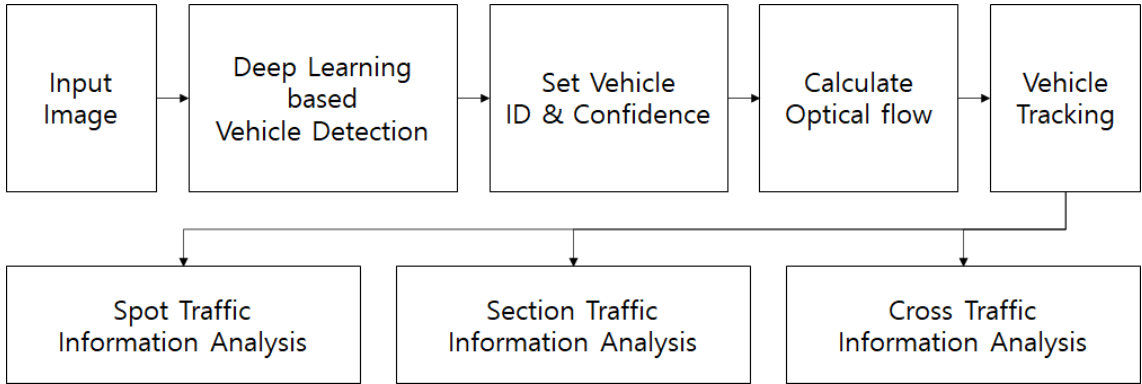 Input
Image
Deep Learning
based
Vehicle Detection
Set Vehicle
ID & Confidence
Calculate
Optical flow
Vehicle
Tracking
Spot Traffic
Information Analysis
Section Traffic
Information Analysis
Cross Traffic
Information Analysis